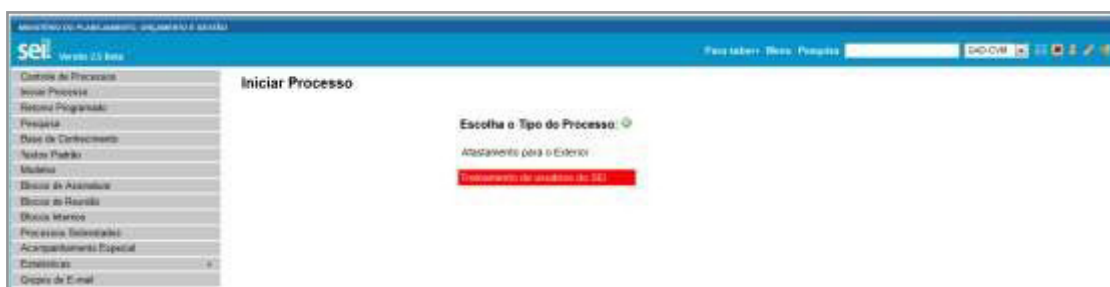 MINISTÉRIO DO PLANEJAMENTO, ORÇAMENTO E GESTÃO
sei! Versão 2.5 Beta
Para saber+ Menu Pesquisa
Controle de Processos
Iniciar Processo
Retorno Programado
Pesquisa
Base de Conhecimento
Textos Padrão
Modelos
Blocos de Assinatura
Blocos de Reunião
Blocos Internos
Processos Sobrestados
Acompanhamento Especial
Estatísticas
Grupos de E-mail
Iniciar Processo
Escolha o Tipo do Processo:
Afastamento para o Exterior
Treinamento de usuários do SEI